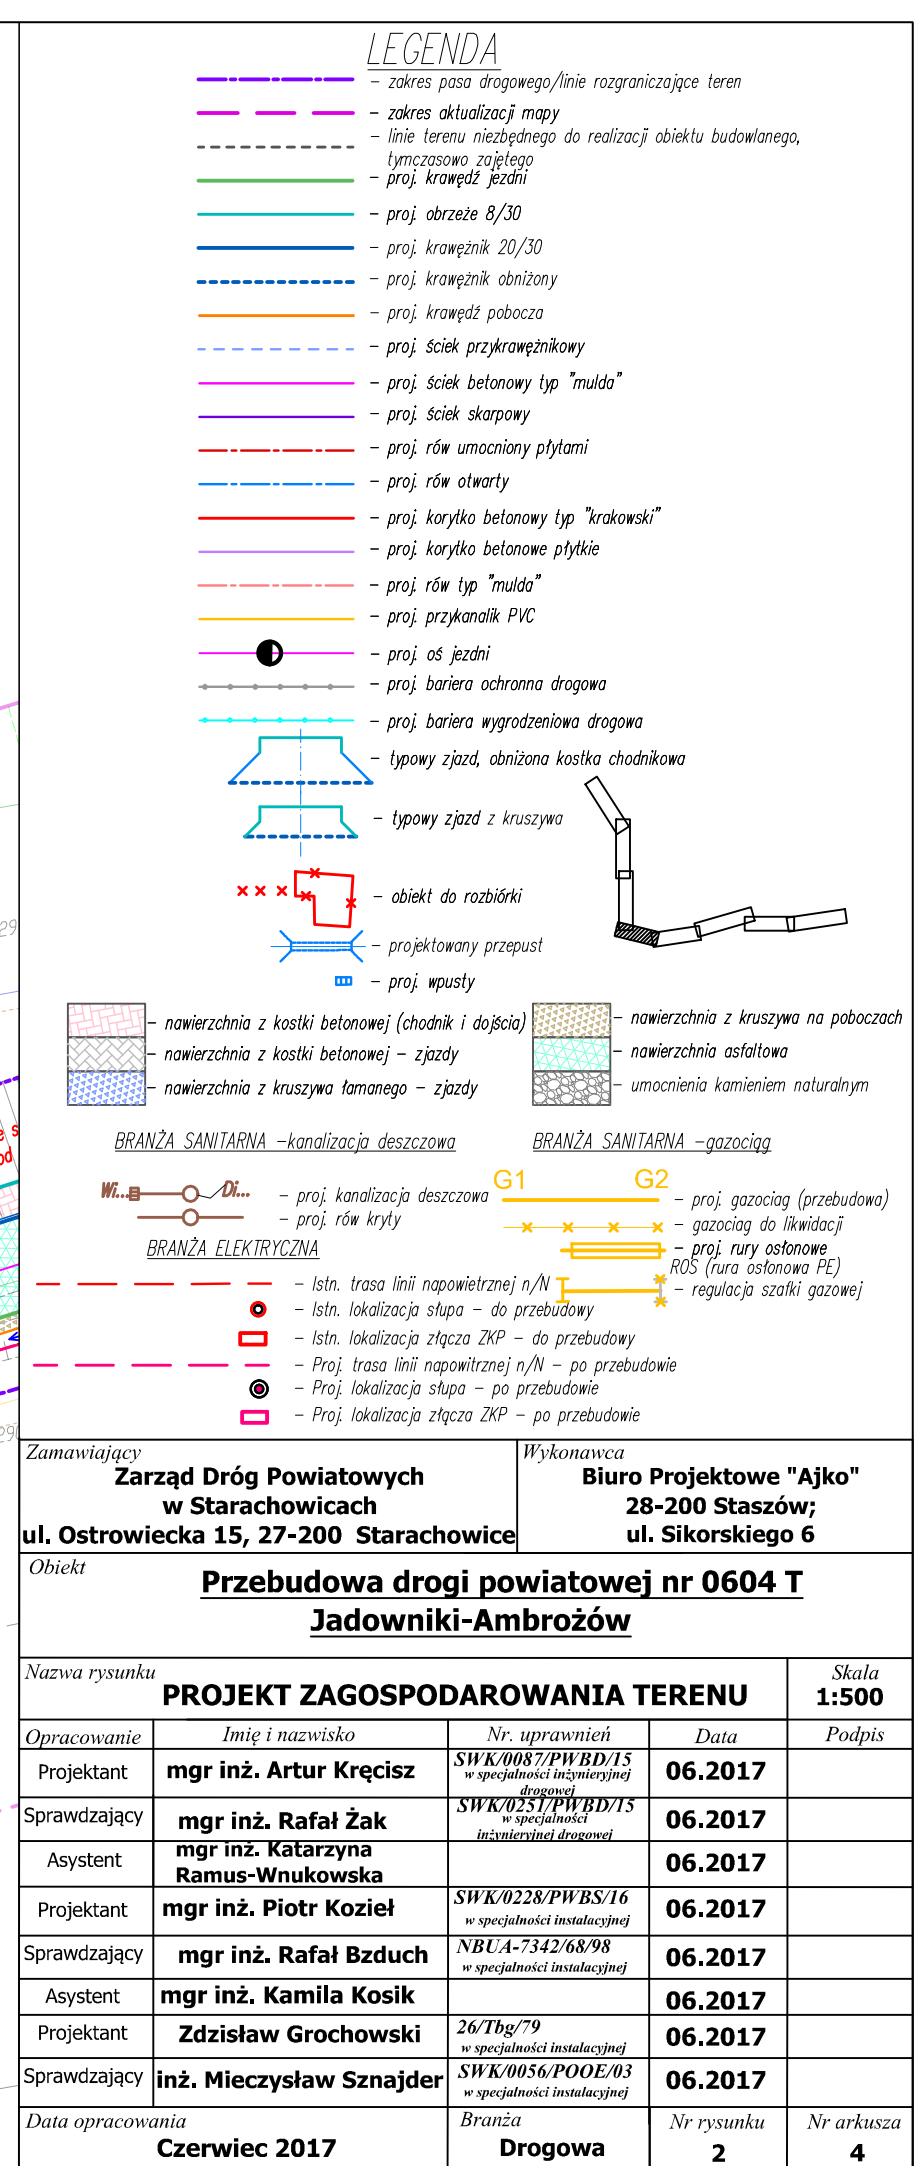 LEGENDA
- zakres pasa drogowego/linie rozgraniczające teren
- zakres aktualizacji mapy
- linie terenu niezbędnego do realizacji obiektu budowlanego,
tymczasowo zajętego
- proj. krawędź jezdni
- proj. obrzeże 8/30
- proj. krawężnik 20/30
- proj. krawężnik obniżony
- proj. krawędź pobocza
- proj. ściek przykrawężnikowy
- proj. ściek betonowy typ "mulda"
- proj. ściek skarpowy
- proj. rów umocniony płytami
- proj. rów otwarty
- proj. korytko betonowy typ "krakowski"
- proj. korytko betonowe płytkie
- proj. rów typ "mulda"
- proj. przykanalik PVC
- proj. oś jezdni
- proj. bariera ochronna drogowa
- proj. bariera wygrodzeniowa drogowa
- typowy zjazd, obniżona kostka chodnikowa
- typowy zjazd z kruszywa
- obiekt do rozbiórki
- projektowany przepust
- proj. wpusty
- nawierzchnia z kostki betonowej (chodnik i dojścia)
- nawierzchnia z kostki betonowej - zjazdy
- nawierzchnia z kruszywa łamanego - zjazdy
- nawierzchnia z kruszywa na poboczach
- nawierzchnia asfaltowa
- umocnienia kamieniem naturalnym
BRANŻA SANITARNA -kanalizacja deszczowa
Wi... Di...
- proj. kanalizacja deszczowa
- proj. rów kryty
BRANŻA SANITARNA -gazociąg
G1 G2
- proj. gazociag (przebudowa)
- gazociag do likwidacji
- proj. rury osłonowe
ROS (rura osłonowa PE)
- regulacja szafki gazowej
BRANŻA ELEKTRYCZNA
- Istn. trasa linii napowietrznej n/N
- Istn. lokalizacja słupa - do przebudowy
- Istn. lokalizacja złącza ZKP - do przebudowy
- Proj. trasa linii napowitrznej n/N - po przebudowie
- Proj. lokalizacja słupa - po przebudowie
- Proj. lokalizacja złącza ZKP - po przebudowie
Zamawiający
Zarząd Dróg Powiatowych
w Starachowicach
ul. Ostrowiecka 15, 27-200 Starachowice
Wykonawca
Biuro Projektowe "Ajko"
28-200 Staszów;
ul. Sikorskiego 6
Obiekt
Przebudowa drogi powiatowej nr 0604 T
Jadowniki-Ambrożów
Nazwa rysunku
PROJEKT ZAGOSPODAROWANIA TERENU
Skala
1:500
Opracowanie Imię i nazwisko Nr. uprawnień Data Podpis
Projektant mgr inż. Artur Kręcisz SWK/0087/PWBD/15 06.2017
w specjalności inżynieryjnej
drogowej
Sprawdzający mgr inż. Rafał Żak SWK/0251/PWBD/15 06.2017
w specjalności
inżynieryjnej drogowej
Asystent mgr inż. Katarzyna 06.2017
Ramus-Wnukowska
Projektant mgr inż. Piotr Kozieł SWK/0228/PWBS/16 06.2017
w specjalności instalacyjnej
Sprawdzający mgr inż. Rafał Bzduch NBUA-7342/68/98 06.2017
w specjalności instalacyjnej
Asystent mgr inż. Kamila Kosik 06.2017
Projektant Zdzisław Grochowski 26/Tbg/79 06.2017
w specjalności instalacyjnej
Sprawdzający inż. Mieczysław Sznajder SWK/0056/POOE/03 06.2017
w specjalności instalacyjnej
Data opracowania
Czerwiec 2017
Branża
Drogowa
Nr rysunku
2
Nr arkusza
4